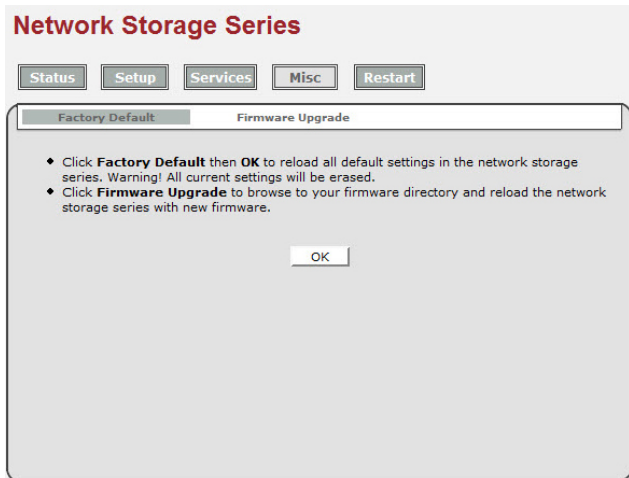 Network Storage Series
Status Setup Services Misc Restart
Factory Default Firmware Upgrade
Click Factory Default then OK to reload all default settings in the network storage
series. Warning! All current settings will be erased.
Click Firmware Upgrade to browse to your firmware directory and reload the network
storage series with new firmware.
OK